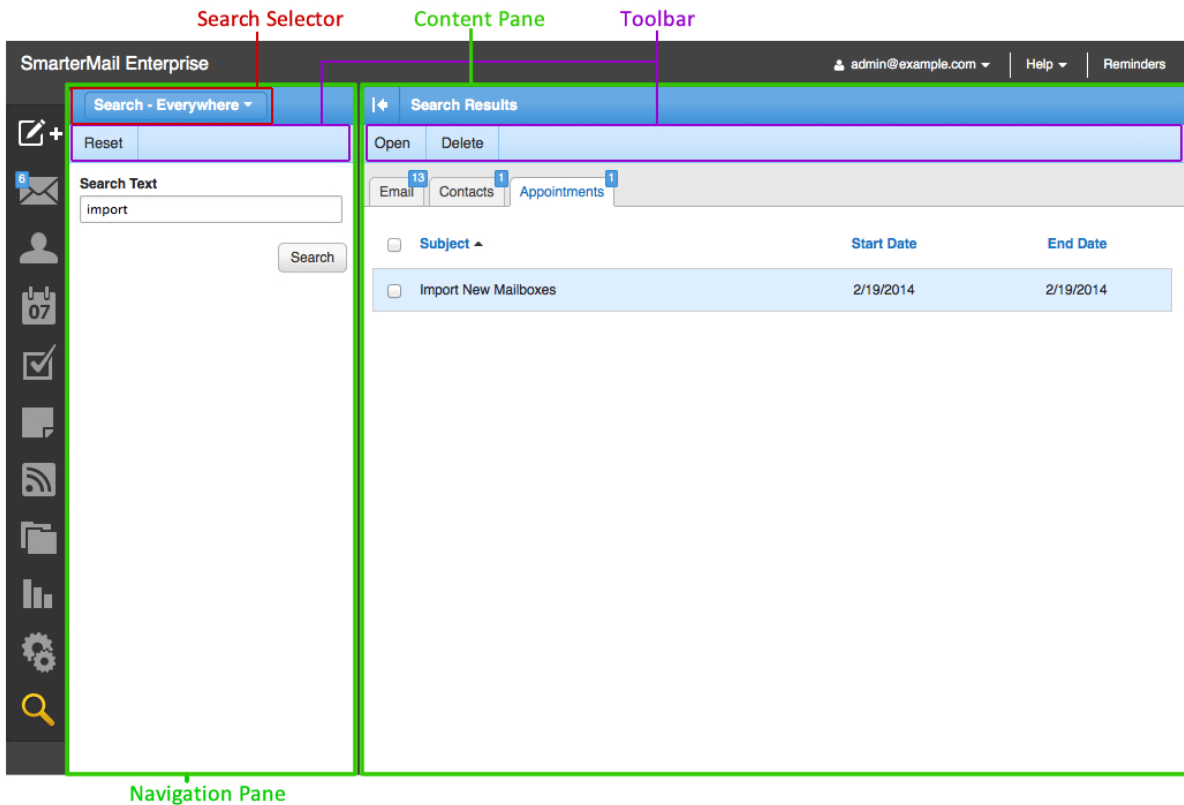 Search Selector Content Pane Toolbar
SmarterMail Enterprise admin@example.com Help Reminders
Search - Everywhere Search Results
Reset Open Delete
6
Search Text
Email 13 Contacts 1 Appointments 1
import
Subject Start Date End Date
Search
Import New Mailboxes 2/19/2014 2/19/2014
07
Navigation Pane